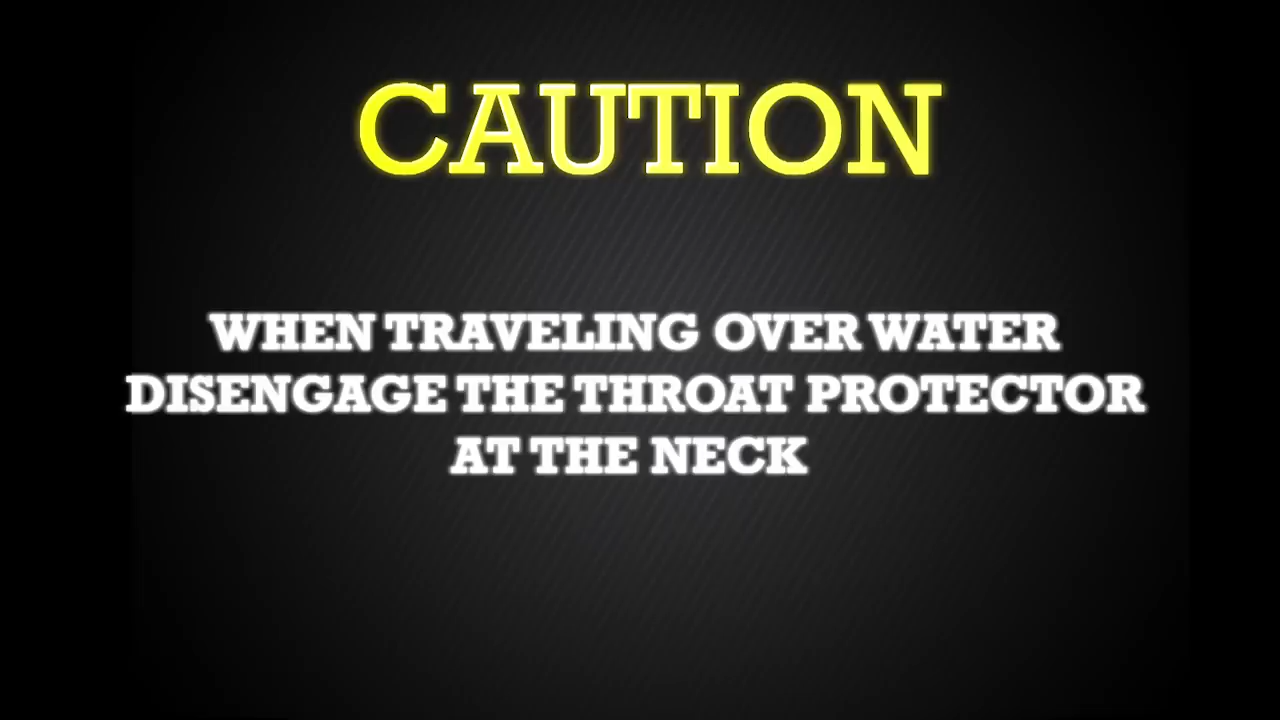 CAUTION
WHEN TRAVELING OVER WATER
DISENGAGE THE THROAT PROTECTOR
AT THE NECK